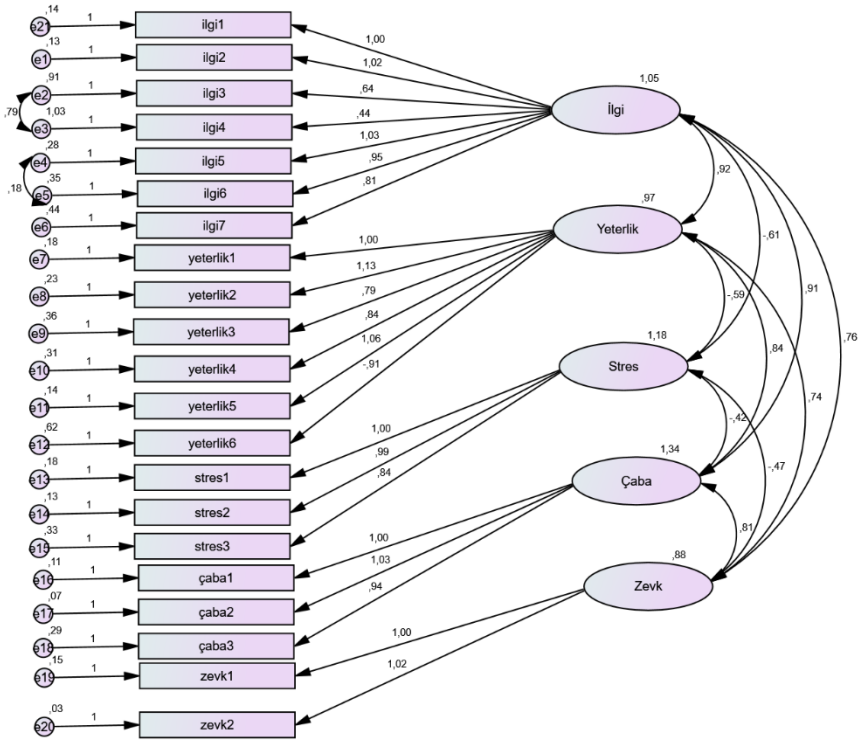 ,14
e21
1
ilgi1
,13
e1
1
ilgi2
,91
e2
1
ilgi3
,79
1,03
e3
1
ilgi4
,28
e4
1
ilgi5
,18
,35
e5
1
ilgi6
,44
e6
1
ilgi7
,18
e7
1
yeterlik1
,23
e8
1
yeterlik2
,36
e9
1
yeterlik3
,31
e10
1
yeterlik4
,14
e11
1
yeterlik5
,62
e12
1
yeterlik6
,18
e13
1
stres1
,13
e14
1
stres2
,33
e15
1
stres3
,11
e16
1
çaba1
,07
e17
1
çaba2
,29
e18
1
çaba3
,15
e19
1
zevk1
,03
e20
1
zevk2
1,00
1,02
,64
,44
1,03
,95
,81
1,00
1,13
,79
,84
1,06
-,91
1,00
,99
,84
1,00
1,03
,94
1,00
1,02
1,05
İlgi
,97
Yeterlik
1,18
Stres
1,34
Çaba
,88
Zevk
,92
-,61
-,59
,91
,84
,76
,74
-,42
-,47
,81